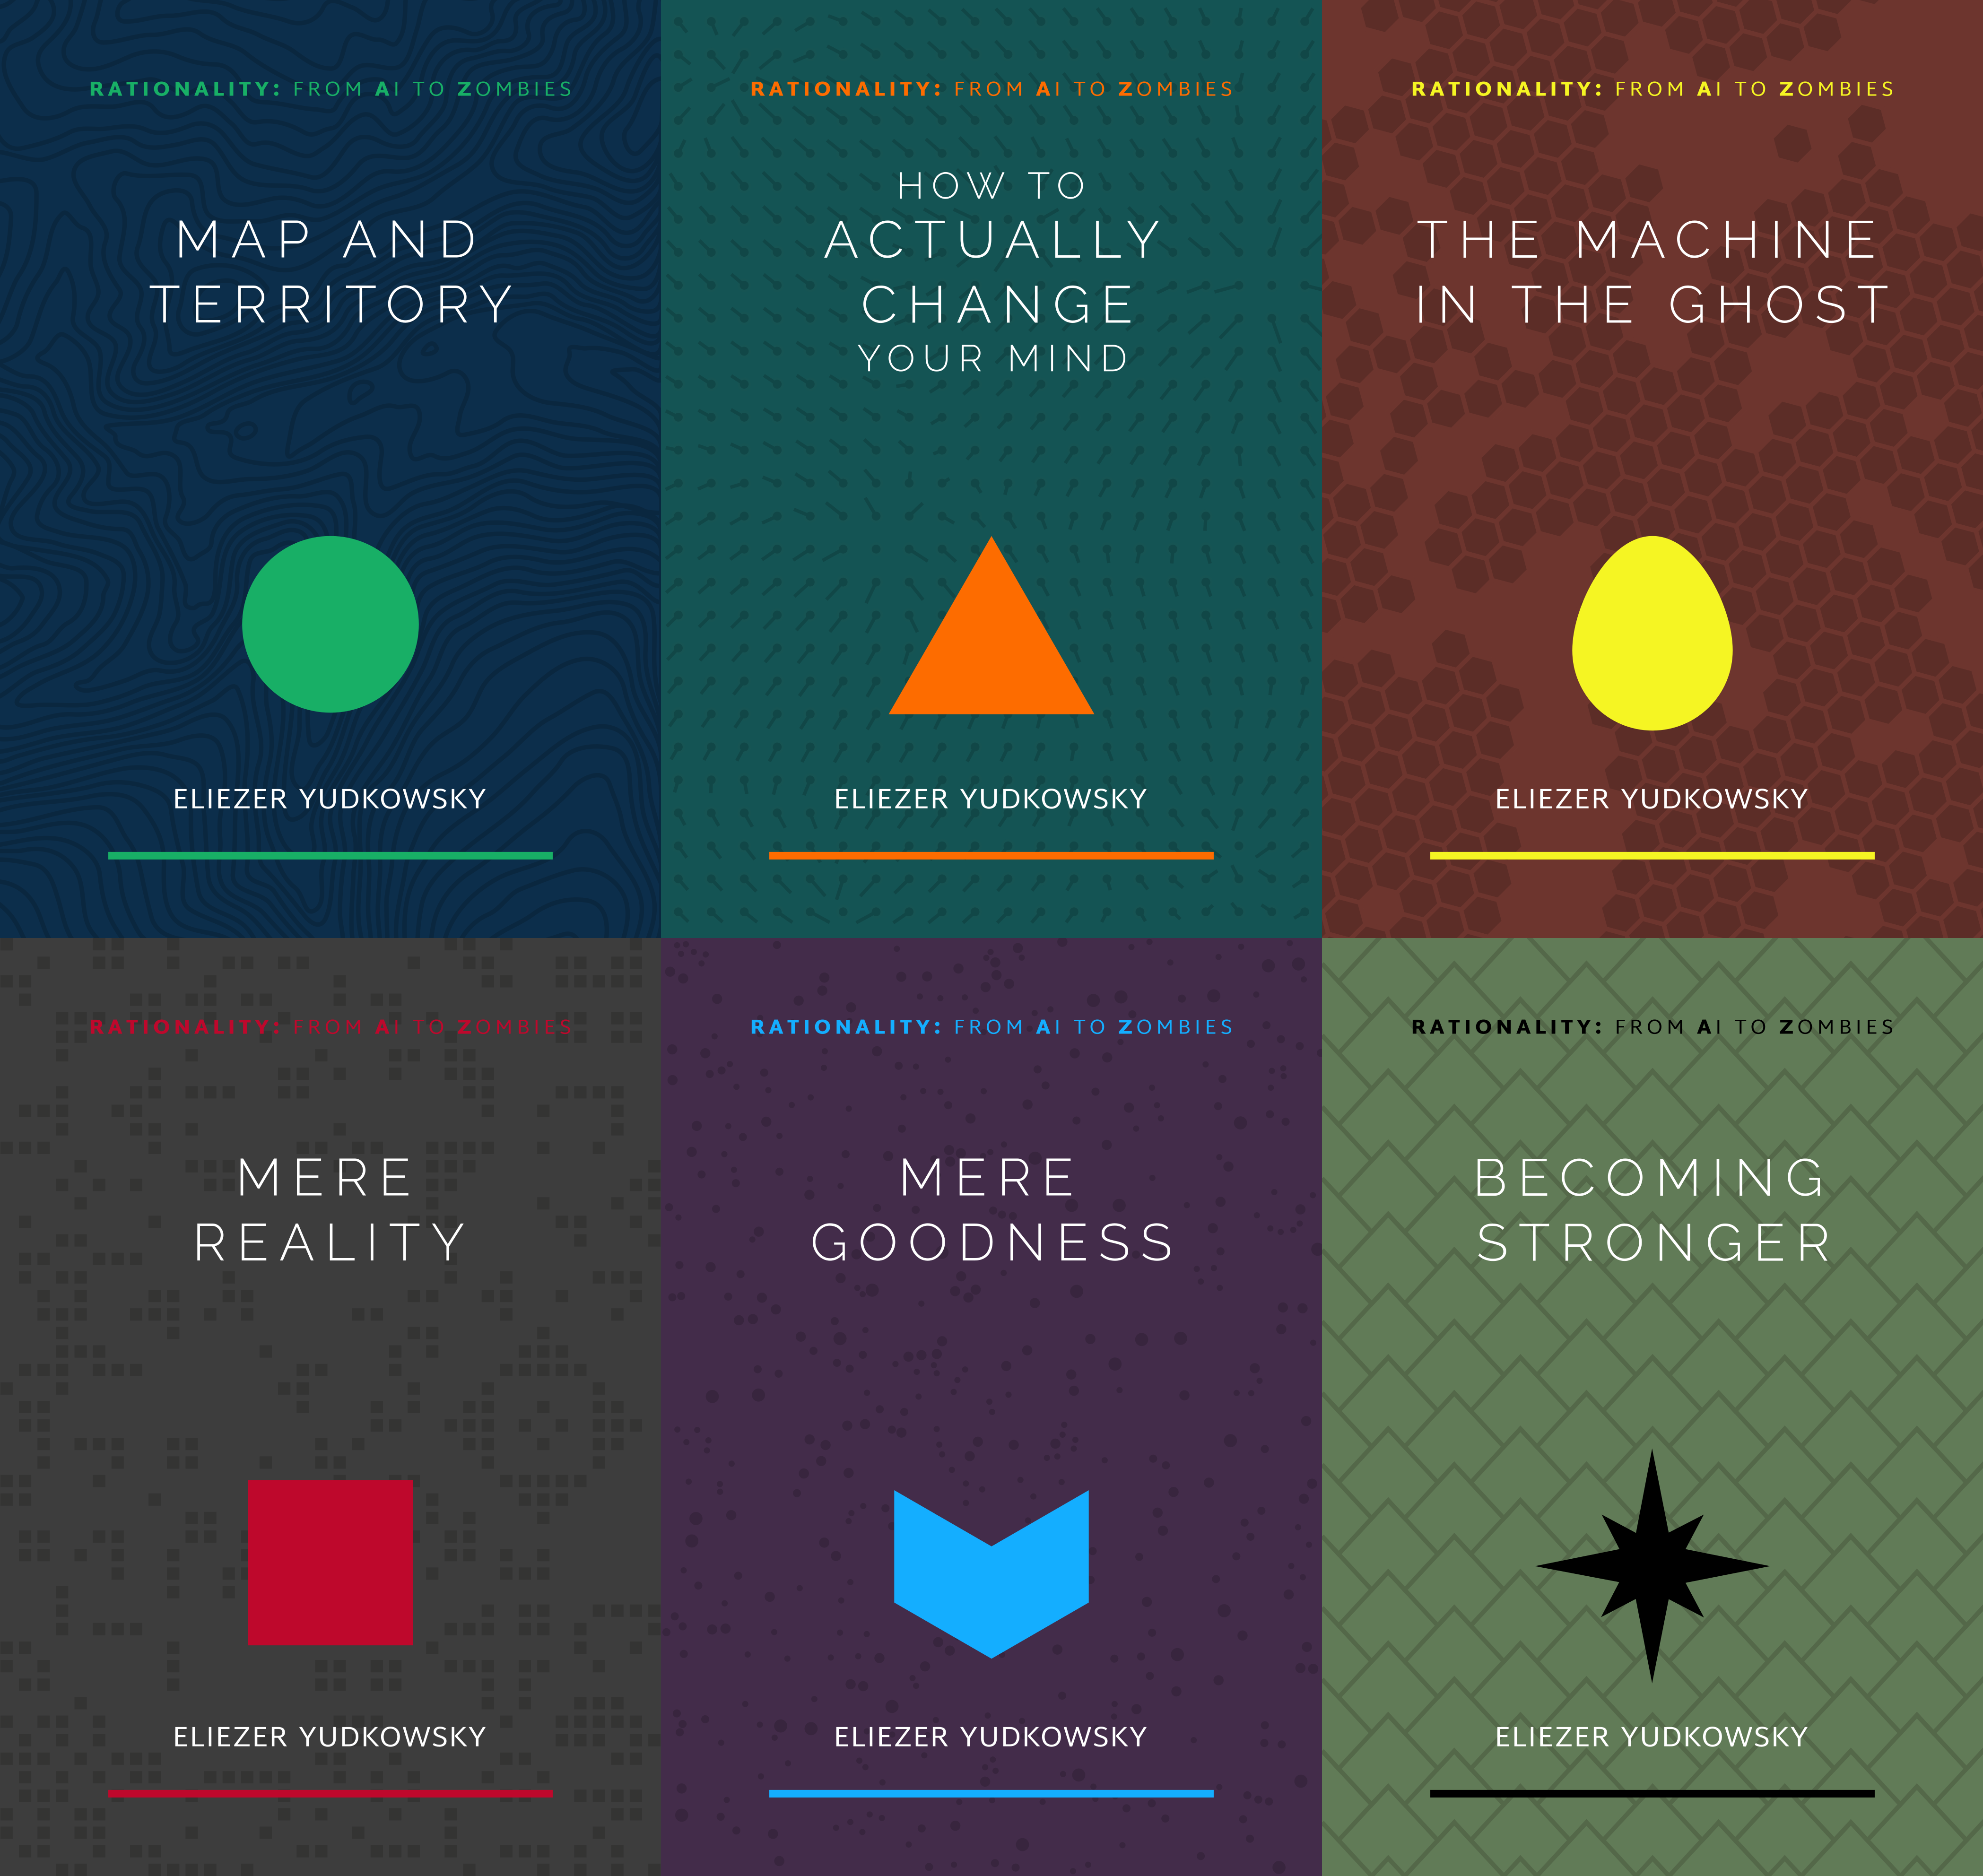 RATIONALITY: FROM AI TO ZOMBIES
MAP AND
TERRITORY
ELIEZER YUDKOWSKY
RATIONALITY: FROM AI TO ZOMBIES
HOW TO
ACTUALLY
CHANGE
YOUR MIND
ELIEZER YUDKOWSKY
RATIONALITY: FROM AI TO ZOMBIES
THE MACHINE
IN THE GHOST
ELIEZER YUDKOWSKY
RATIONALITY: FROM AI TO ZOMBIES
MERE
REALITY
ELIEZER YUDKOWSKY
RATIONALITY: FROM AI TO ZOMBIES
MERE
GOODNESS
ELIEZER YUDKOWSKY
RATIONALITY: FROM AI TO ZOMBIES
BECOMING
STRONGER
ELIEZER YUDKOWSKY